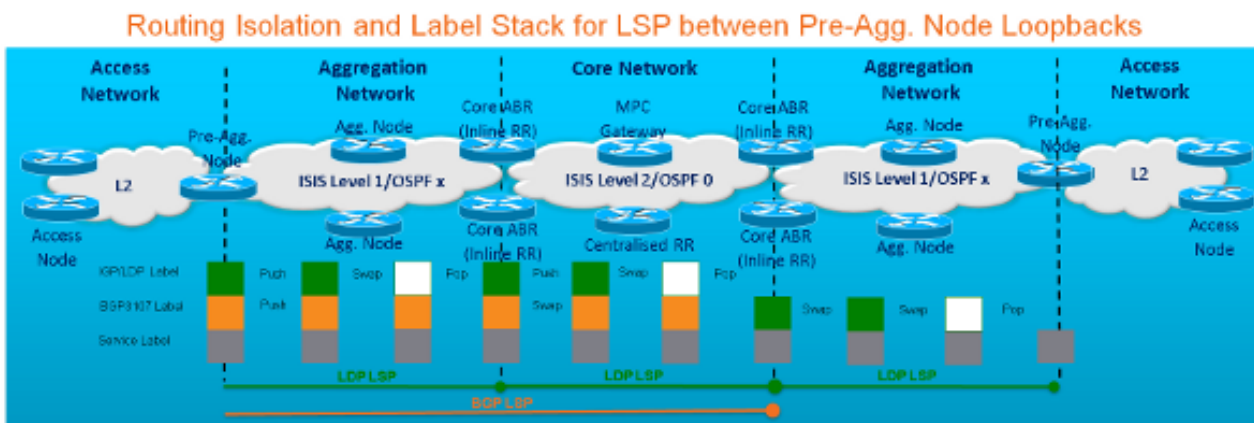 Routing Isolation and Label Stack for LSP between Pre-Agg. Node Loopbacks
Access Network
Aggregation Network
Core Network
Aggregation Network
Access Network
Pre-Agg. Node
Agg. Node
Core ABR (Inline RR)
MPC Gateway
Core ABR (Inline RR)
Agg. Node
Pre-Agg. Node
L2
ISIS Level 1/OSPF x
ISIS Level 2/OSPF 0
ISIS Level 1/OSPF x
L2
Access Node
Agg. Node
Core ABR (Inline RR)
Centralised RR
Core ABR (Inline RR)
Agg. Node
Access Node
IGP/LDP Label
Push
Swap
Pop
Push
Swap
Pop
BGP3107 Label
Push
Swap
Swap
Swap
Pop
Service Label
LDP LSP
LDP LSP
LDP LSP
BGP LSP